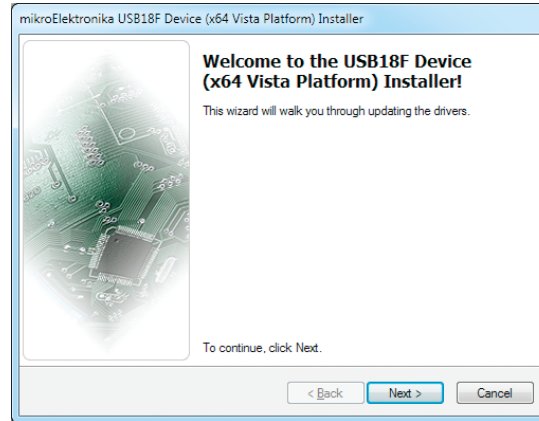 mikroElektronika USB18F Device (x64 Vista Platform) Installer
Welcome to the USB18F Device
(x64 Vista Platform) Installer!
This wizard will walk you through updating the drivers.
To continue, click Next.
< Back Next > Cancel